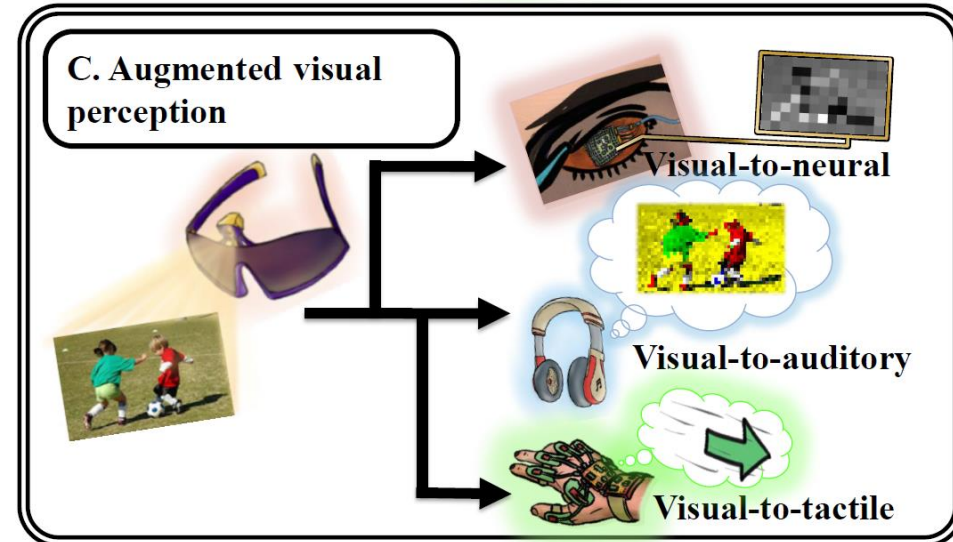 C. Augmented visual
perception
Visual-to-neural
Visual-to-auditory
Visual-to-tactile